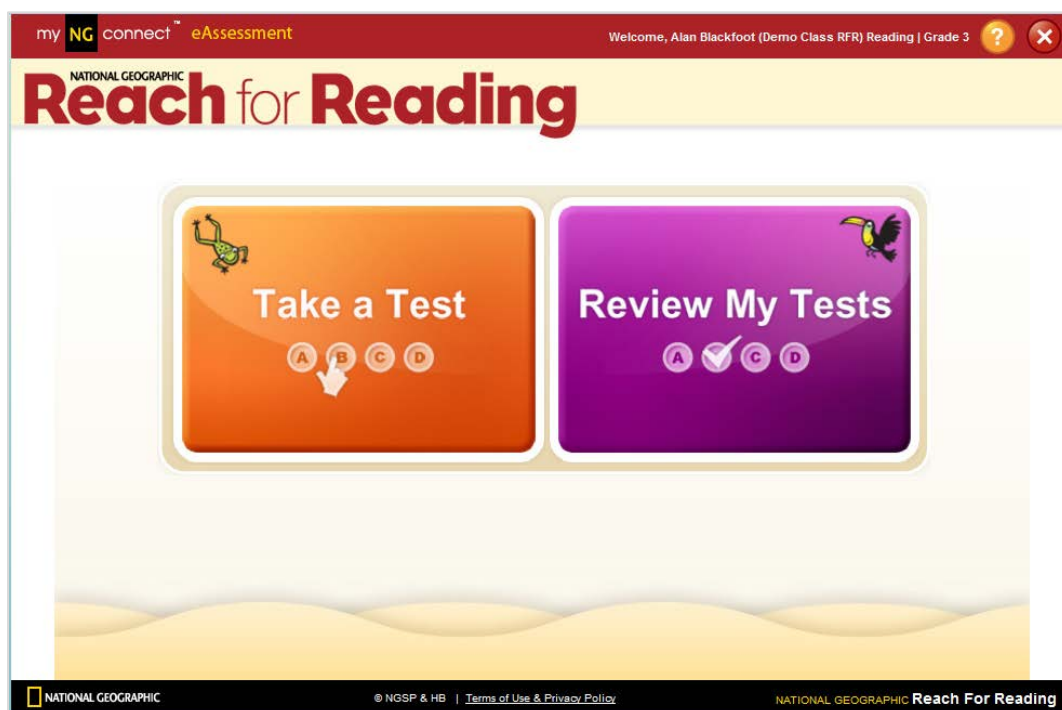 my NG connect™ eAssessment
Welcome, Alan Blackfoot (Demo Class RFR) Reading | Grade 3 ?
NATIONAL GEOGRAPHIC
Reach for Reading
Take a Test
A B C D
Review My Tests
A C D
NATIONAL GEOGRAPHIC
© NGSP & HB | Terms of Use & Privacy Policy
NATIONAL GEOGRAPHIC Reach For Reading